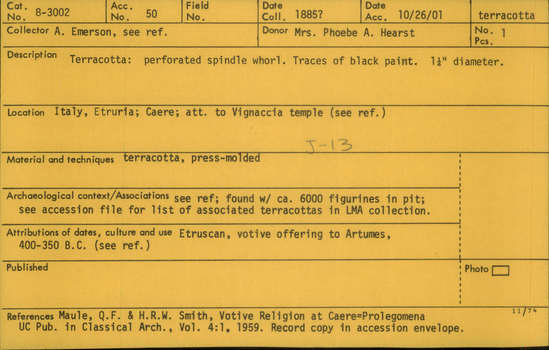 Cat. No. 8-3002 Acc. No. 50 Field No. Date Coll. 1885? Date Acc. 10/26/01 terracotta
Collector A. Emerson, see ref. Donor Mrs. Phoebe A. Hearst No. Pcs. 1
Description Terracotta: perforated spindle whorl. Traces of black paint. 1¼" diameter.
Location Italy, Etruria; Caere; att. to Vignaccia temple (see ref.)
J-13
Material and techniques terracotta, press-molded
Archaeological context/Associations see ref; found w/ ca. 6000 figurines in pit;
see accession file for list of associated terracottas in LMA collection.
Attributions of dates, culture and use Etruscan, votive offering to Artumes,
400-350 B.C. (see ref.)
Published Photo
11/74
References Maule, Q.F. & H.R.W. Smith, Votive Religion at Caere=Prolegomena
UC Pub. in Classical Arch., Vol. 4:1, 1959. Record copy in accession envelope.